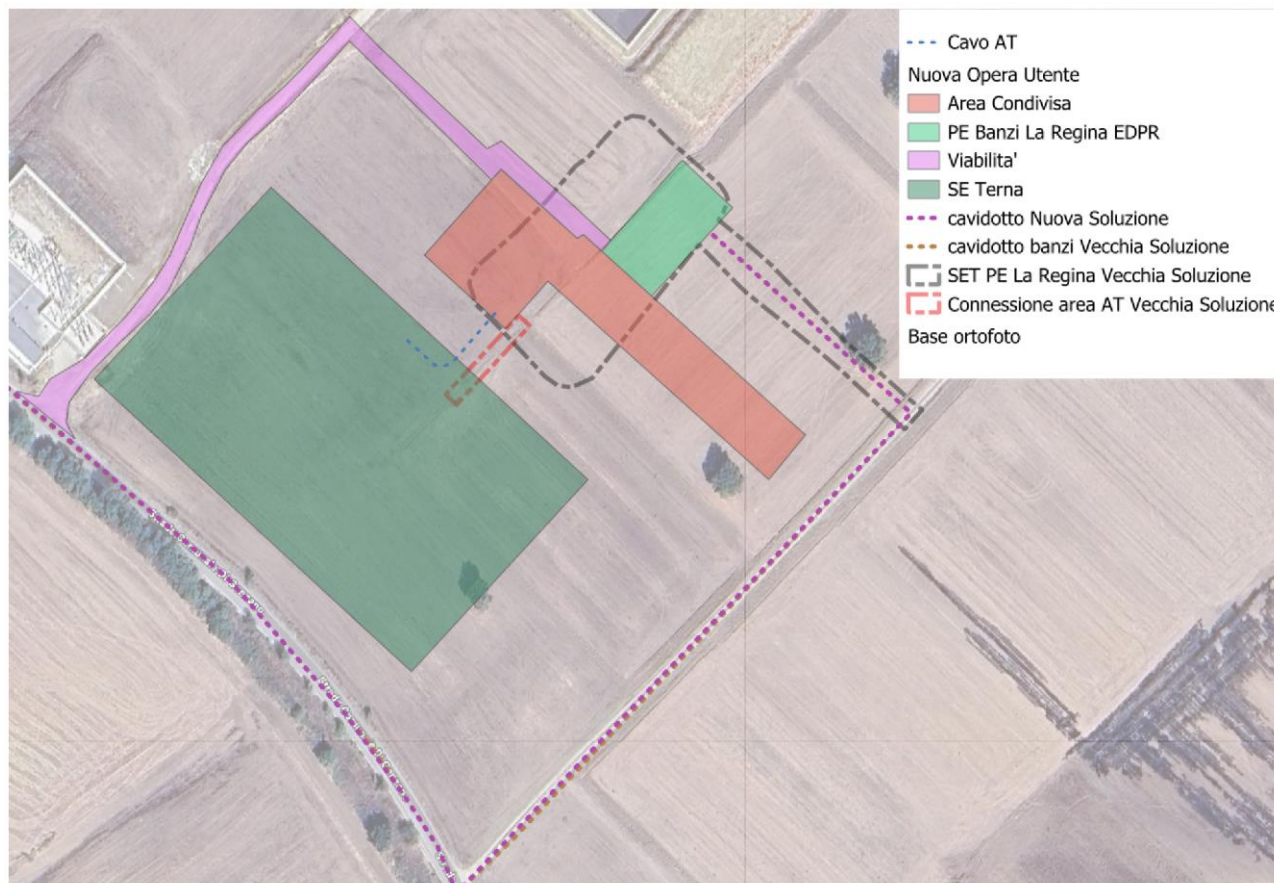 Cavo AT
Nuova Opera Utente
Area Condivisa
PE Banzi La Regina EDPR
Viabilita'
SE Terna
cavidotto Nuova Soluzione
cavidotto banzi Vecchia Soluzione
SET PE La Regina Vecchia Soluzione
Connessione area AT Vecchia Soluzione
Base ortofoto